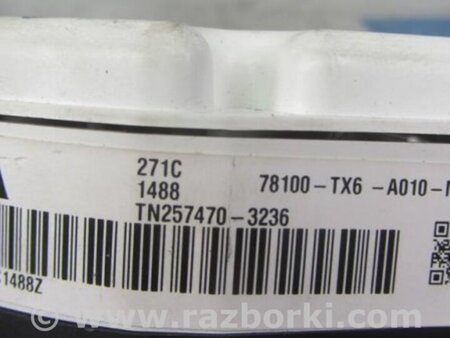 271C
1488 78100-TX6 -A010-
TN257470-3236
1488Z
www.razborki.com